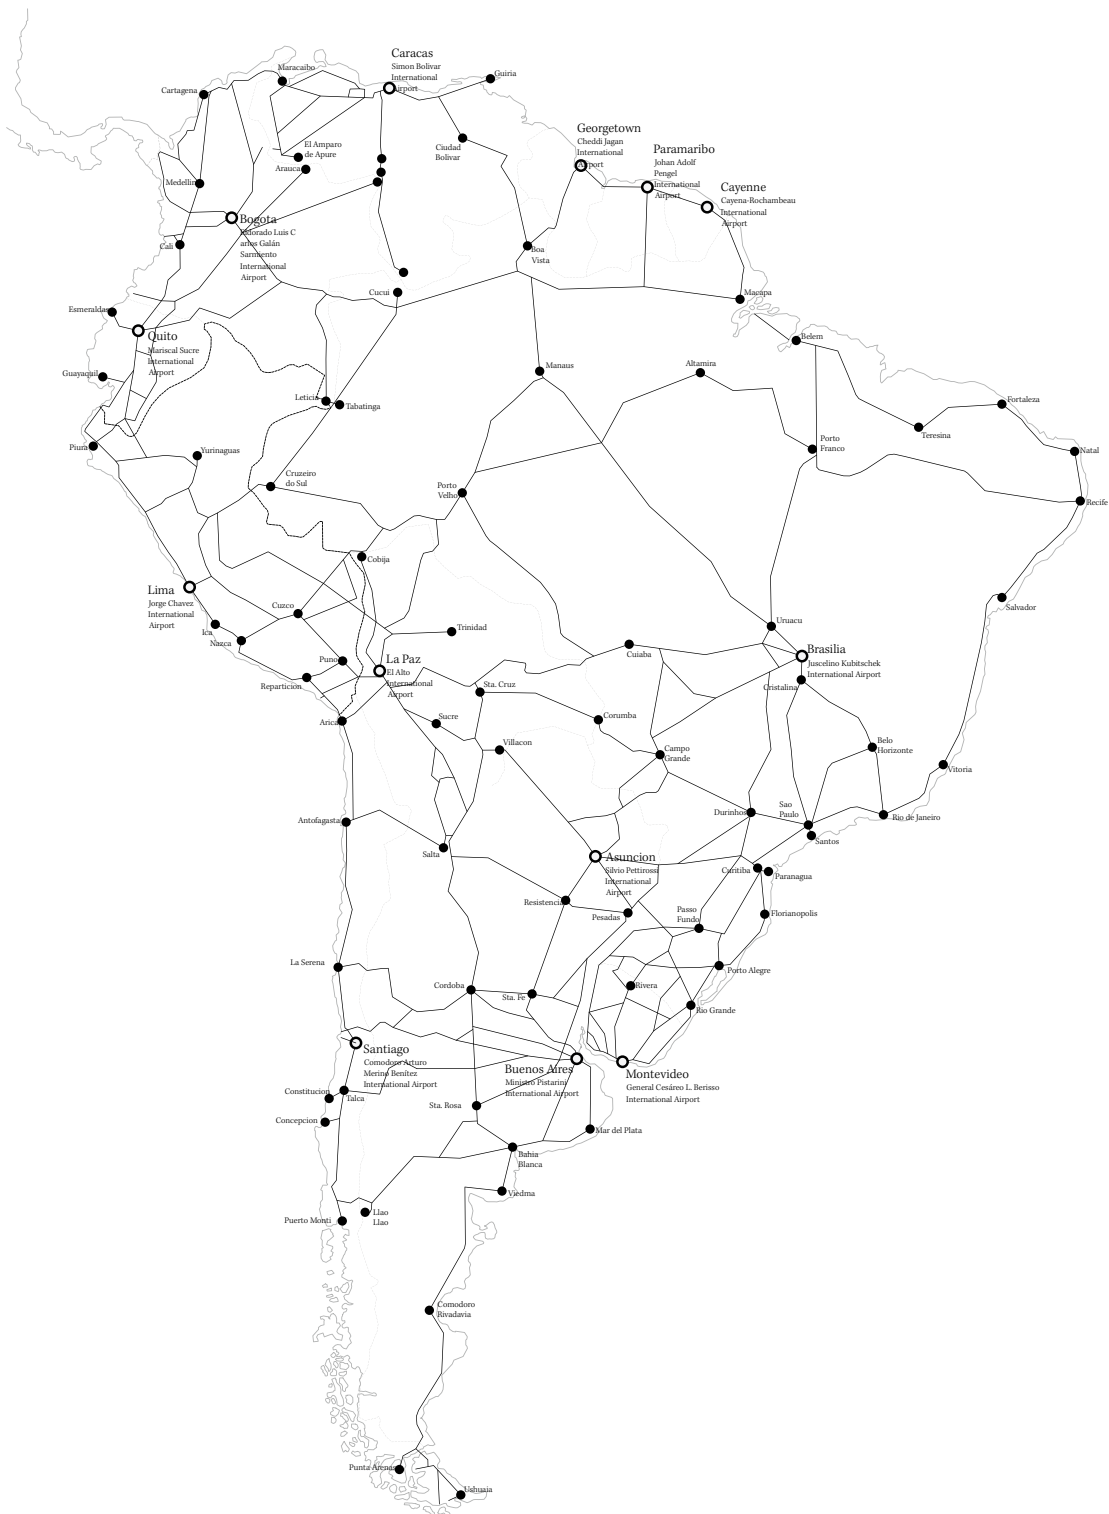 Caracas
Simon Bolivar
International
Airport
Maracaibo
Guiria
Cartagena
Georgetown
Cheddi Jagan
International
Airport
El Amparo
de Apure
Ciudad
Bolivar
Paramaribo
Johan Adolf
Pengel
International
Airport
Arauca
Medellin
Cayenne
Cayena-Rochambeau
International
Airport
Bogota
Eldorado Luis C
arlos Galán
Sarmiento
International
Airport
Cali
Boa
Vista
Cucui
Macapa
Esmeraldas
Quito
Mariscal Sucre
International
Airport
Belem
Guayaquil
Manaus
Altamira
Leticia
Tabatinga
Fortaleza
Teresina
Piura
Yurinaguas
Porto
Franco
Natal
Cruzeiro
do Sul
Porto
Velho
Recife
Cobija
Lima
Jorge Chavez
International
Airport
Cuzco
Salvador
Ica
Nazca
Trinidad
Uruacu
Puno
La Paz
El Alto
International
Airport
Cuiaba
Brasilia
Juscelino Kubitschek
International Airport
Reparticion
Sta. Cruz
Cristalina
Arica
Sucre
Corumba
Villacon
Campo
Grande
Belo
Horizonte
Vitoria
Antofagasta
Durinhos
Sao
Paulo
Rio de Janeiro
Santos
Salta
Asuncion
Silvio Pettirossi
International
Airport
Curitiba
Paranagua
Resistencia
Pesadas
Passo
Fundo
Florianopolis
La Serena
Porto Alegre
Cordoba
Sta. Fe
Rivera
Rio Grande
Santiago
Comodoro Arturo
Merino Benítez
International Airport
Buenos Aires
Ministro Pistarini
International Airport
Montevideo
General Cesáreo L. Berisso
International Airport
Constitucion
Talca
Sta. Rosa
Concepcion
Mar del Plata
Bahia
Blanca
Viedma
Puerto Monti
Llao
Llao
Comodoro
Rivadavia
Punta Arenas
Ushuaia